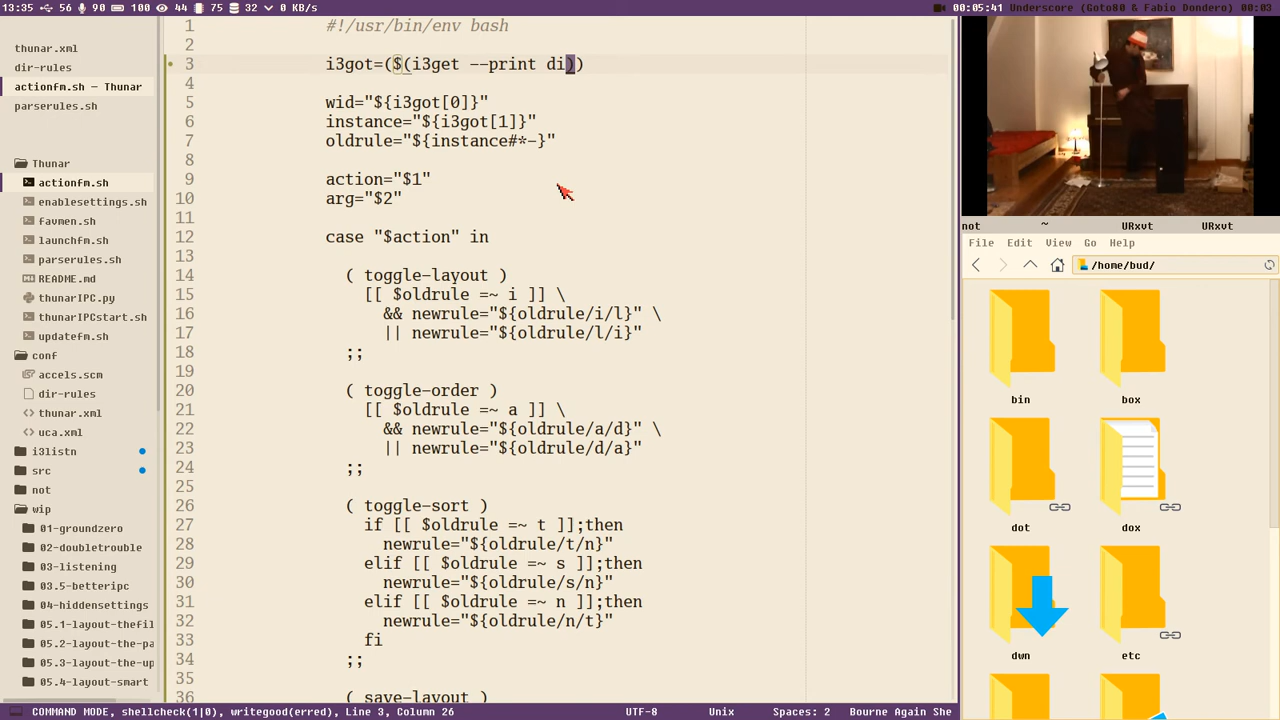 13:35 56 90 100 44 75 32 0 KB/s 01:05:41 Underscore (Goto80 & Fabio Dondero) 00:03
thunar.xml
dir-rules
actionfm.sh — Thunar
parserules.sh
Thunar
actionfm.sh
enablesettings.sh
favmen.sh
launchfm.sh
parserules.sh
README.md
thunarIPC.py
thunarIPCstart.sh
updatefm.sh
conf
accels.scm
dir-rules
thunar.xml
uca.xml
i3listn
src
not
wip
01-groundzero
02-doubletrouble
03-listening
03.5-betteripc
04-hiddensettings
05.1-layout-thefil
05.2-layout-the-pa
05.3-layout-the-up
05.4-layout-smart
1 #!/usr/bin/env bash
2
3 i3got=($(i3get --print di))
4
5 wid="${i3got[0]}"
6 instance="${i3got[1]}"
7 oldrule="${instance#*-}"
8
9 action="$1"
10 arg="$2"
11
12 case "$action" in
13
14 ( toggle-layout )
15 [[ $oldrule =~ i ]] \
16 && newrule="${oldrule/i/l}" \
17 || newrule="${oldrule/l/i}"
18 ;;
19
20 ( toggle-order )
21 [[ $oldrule =~ a ]] \
22 && newrule="${oldrule/a/d}" \
23 || newrule="${oldrule/d/a}"
24 ;;
25
26 ( toggle-sort )
27 if [[ $oldrule =~ t ]];then
28 newrule="${oldrule/t/n}"
29 elif [[ $oldrule =~ s ]];then
30 newrule="${oldrule/s/n}"
31 elif [[ $oldrule =~ n ]];then
32 newrule="${oldrule/n/t}"
33 fi
34 ;;
35
36 ( save-layout )
COMMAND MODE, shellcheck(1|0), writegood(erred), Line 3, Column 26 UTF-8 Unix Spaces: 2 Bourne Again She
not ~ URxvt URxvt
File Edit View Go Help
/home/bud/
bin box
dot dox
dwn etc